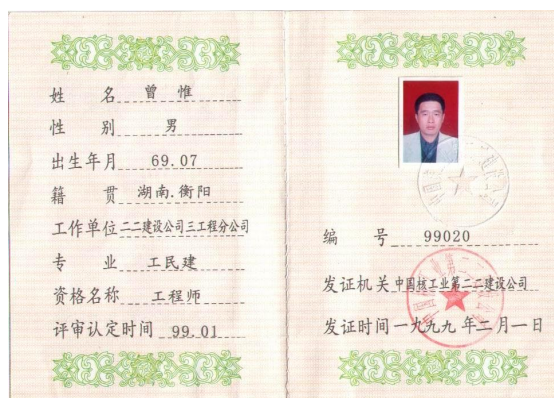 姓 名 曾 惟
性 别 男
出生年月 69.07
籍 贯 湖南.衡阳
工作单位 二二建设公司三工程分公司
专 业 工民建
资格名称 工程师
评审认定时间 99.01
编 号 99020
发证机关 中国核工业第二二建设公司
发证时间 一九九九年二月一日